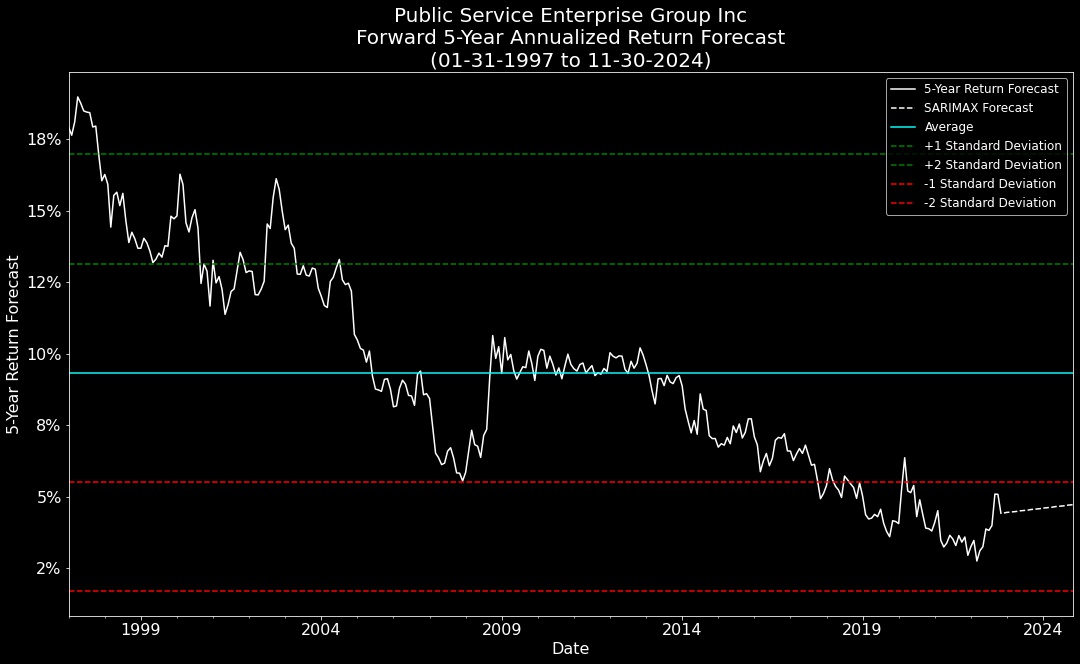 Public Service Enterprise Group Inc
Forward 5-Year Annualized Return Forecast
(01-31-1997 to 11-30-2024)
5-Year Return Forecast
SARIMAX Forecast
Average
+1 Standard Deviation
+2 Standard Deviation
-1 Standard Deviation
-2 Standard Deviation
5-Year Return Forecast
18%
15%
12%
10%
8%
5%
2%
1999
2004
2009
2014
2019
2024
Date